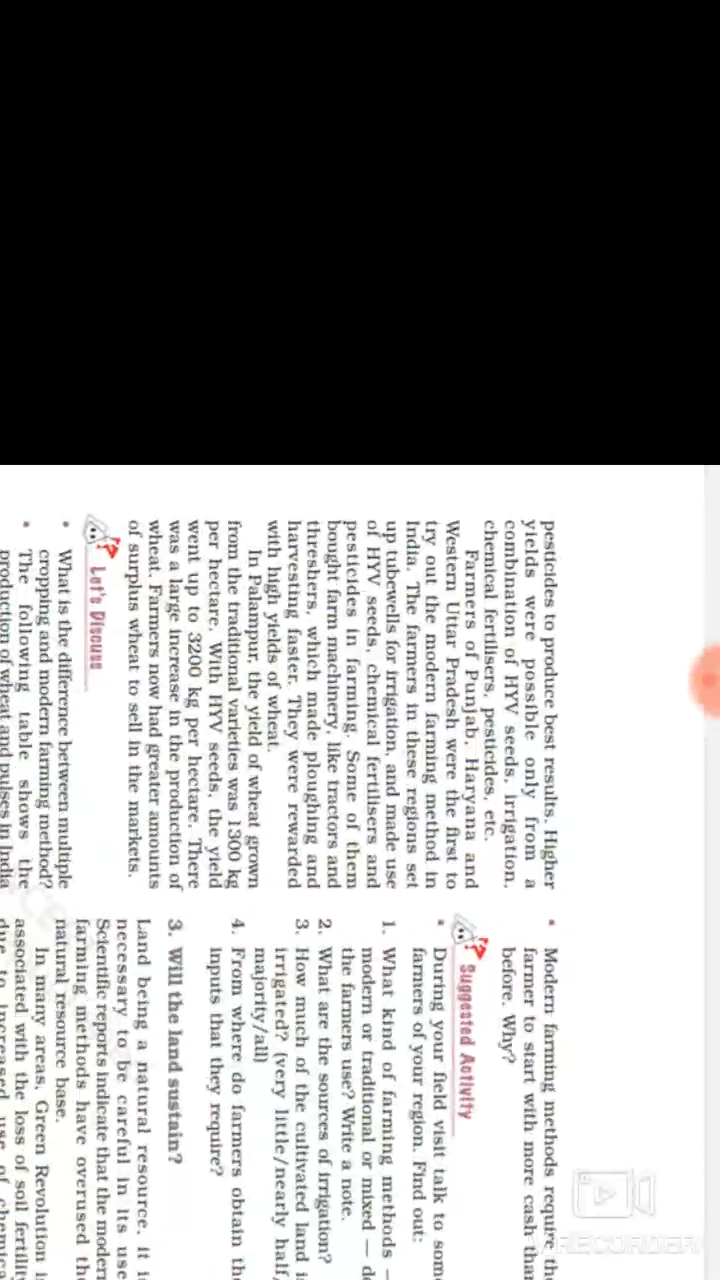 pesticides to produce best results. Higher
yields were possible only from a
combination of HYV seeds, irrigation,
chemical fertilisers, pesticides, etc.
Farmers of Punjab, Haryana and
Western Uttar Pradesh were the first to
try out the modern farming method in
India. The farmers in these regions set
up tubewells for irrigation, and made use
of HYV seeds, chemical fertilisers and
pesticides in farming. Some of them
bought farm machinery, like tractors and
threshers, which made ploughing and
harvesting faster. They were rewarded
with high yields of wheat.
In Palampur, the yield of wheat grown
from the traditional varieties was 1300 kg
per hectare. With HYV seeds, the yield
went up to 3200 kg per hectare. There
was a large increase in the production of
wheat. Farmers now had greater amounts
of surplus wheat to sell in the markets.
Let's Discuss
• What is the difference between multiple
cropping and modern farming method?
• The following table shows the
production of wheat and pulses in India
• Modern farming methods require the
farmer to start with more cash than
before. Why?
Suggested Activity
• During your field visit talk to some
farmers of your region. Find out:
1. What kind of farming methods —
modern or traditional or mixed — do
the farmers use? Write a note.
2. What are the sources of irrigation?
3. How much of the cultivated land is
irrigated? (very little/nearly half/
majority/all)
4. From where do farmers obtain the
inputs that they require?
3. Will the land sustain?
Land being a natural resource, it is
necessary to be careful in its use.
Scientific reports indicate that the modern
farming methods have overused the
natural resource base.
In many areas, Green Revolution is
associated with the loss of soil fertility
due to increased use of chemical
RECORDER